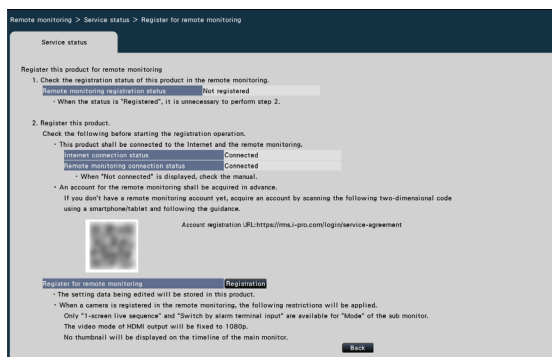 Remote monitoring > Service status > Register for remote monitoring
Service status
Register this product for remote monitoring
1. Check the registration status of this product in the remote monitoring.
Remote monitoring registration status Not registered
・When the status is "Registered", it is unnecessary to perform step 2.
2. Register this product.
Check the following before starting the registration operation.
・This product shall be connected to the Internet and the remote monitoring.
Internet connection status Connected
Remote monitoring connection status Connected
・When "Not connected" is displayed, check the manual.
・An account for the remote monitoring shall be acquired in advance.
If you don't have a remote monitoring account yet, acquire an account by scanning the following two-dimensional code
using a smartphone/tablet and following the guidance.
Account registration URL:https://rms.i-pro.com/login/service-agreement
Register for remote monitoring Registration
・The setting data being edited will be stored in this product.
・When a camera is registered in the remote monitoring, the following restrictions will be applied.
Only "1-screen live sequence" and "Switch by alarm terminal input" are available for "Mode" of the sub monitor.
The video mode of HDMI output will be fixed to 1080p.
No thumbnail will be displayed on the timeline of the main monitor.
Back